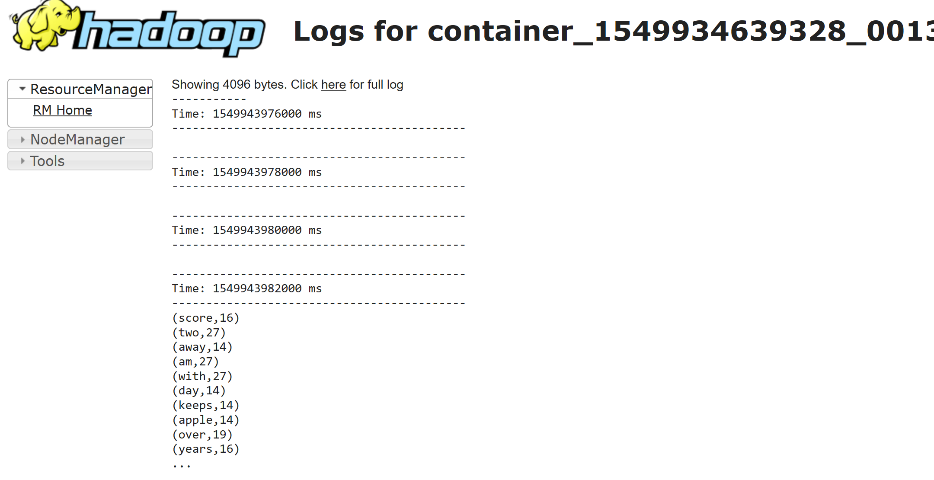 hadoop
Logs for container_1549934639328_0013
ResourceManager
RM Home
NodeManager
Tools
Showing 4096 bytes. Click here for full log
-----------
Time: 1549943976000 ms
-------------------------------------------

-------------------------------------------
Time: 1549943978000 ms
-------------------------------------------

-------------------------------------------
Time: 1549943980000 ms
-------------------------------------------

-------------------------------------------
Time: 1549943982000 ms
-------------------------------------------
(score,16)
(two,27)
(away,14)
(am,27)
(with,27)
(day,14)
(keeps,14)
(apple,14)
(over,19)
(years,16)
...